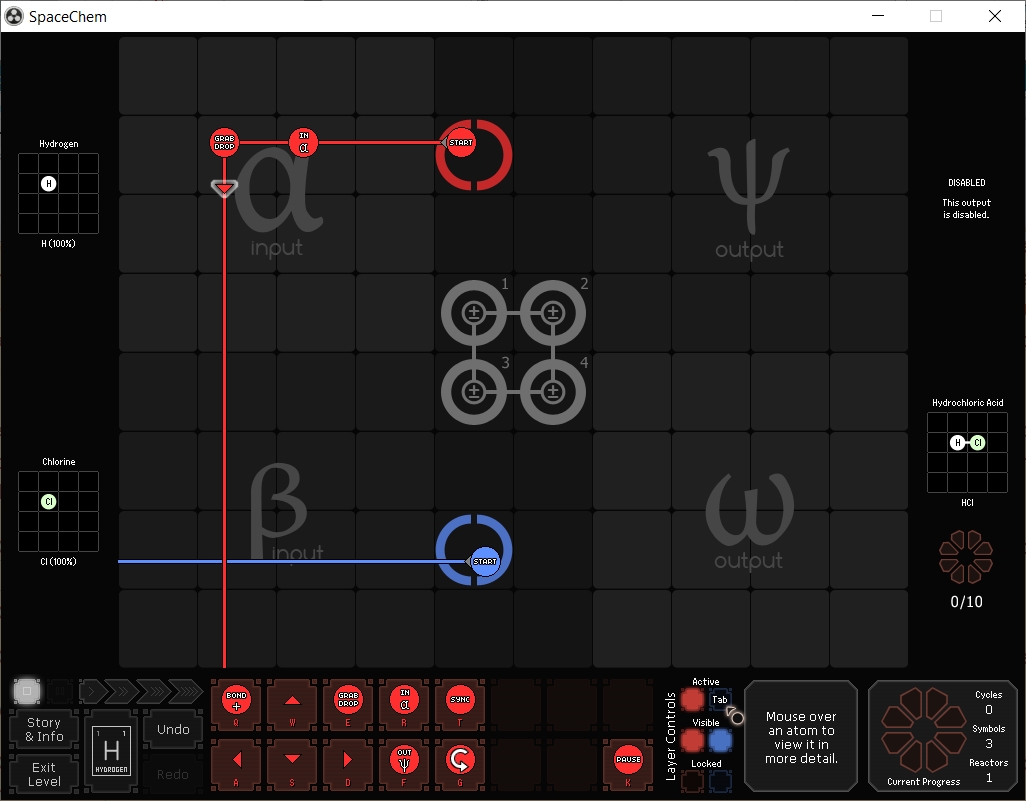 SpaceChem
Hydrogen
H
H (100%)
Chlorine
Cl
Cl (100%)
GRAB
DROP
IN
α
START
α
input
ψ
output
1
2
3
4
±
±
±
±
β
input
START
ω
output
DISABLED
This output
is disabled.
Hydrochloric Acid
H
Cl
HCl
0/10
Story
& Info
Exit
Level
1
1
H
HYDROGEN
Undo
Redo
BOND
+
Q
W
GRAB
DROP
E
IN
α
R
SYNC
T
A
S
D
OUT
ψ
F
G
PAUSE
K
Layer Controls
Active
Tab
Visible
Locked
Mouse over
an atom to
view it in
more detail.
Cycles
0
Symbols
3
Reactors
1
Current Progress